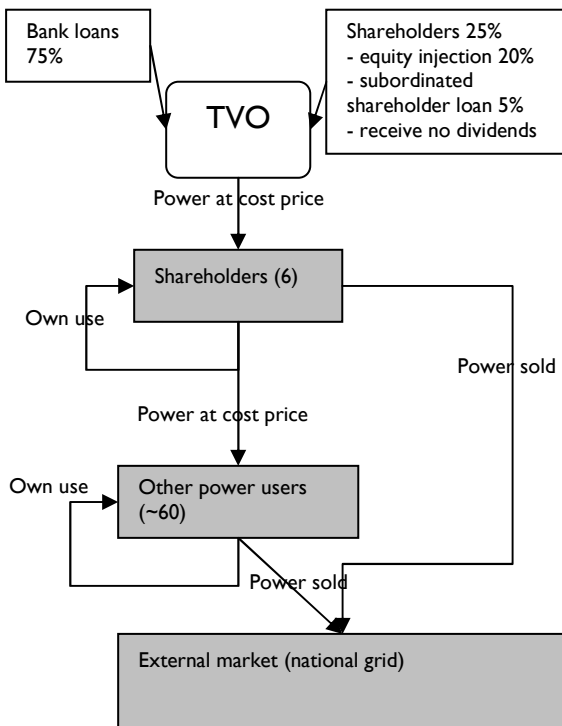 Bank loans
75%
Shareholders 25%
- equity injection 20%
- subordinated
shareholder loan 5%
- receive no dividends
TVO
Power at cost price
Shareholders (6)
Own use
Power sold
Power at cost price
Own use
Other power users
(~60)
Power sold
External market (national grid)